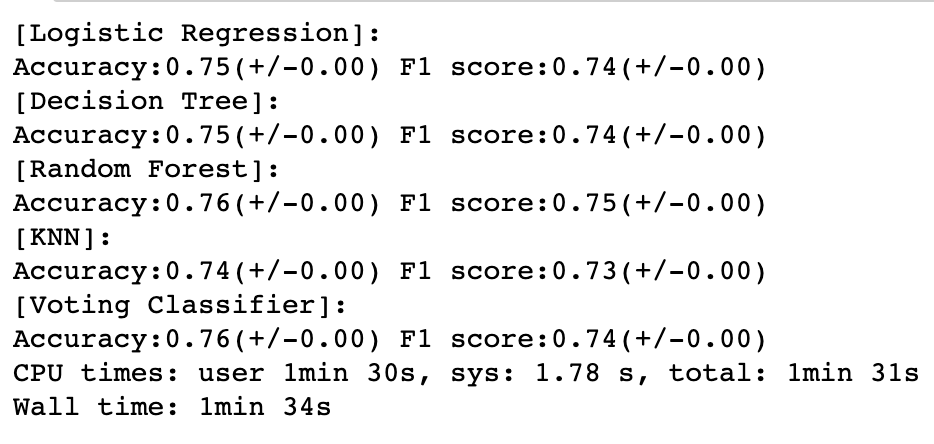 [Logistic Regression]:
Accuracy:0.75(+/-0.00) F1 score:0.74(+/-0.00)
[Decision Tree]:
Accuracy:0.75(+/-0.00) F1 score:0.74(+/-0.00)
[Random Forest]:
Accuracy:0.76(+/-0.00) F1 score:0.75(+/-0.00)
[KNN]:
Accuracy:0.74(+/-0.00) F1 score:0.73(+/-0.00)
[Voting Classifier]:
Accuracy:0.76(+/-0.00) F1 score:0.74(+/-0.00)
CPU times: user 1min 30s, sys: 1.78 s, total: 1min 31s
Wall time: 1min 34s